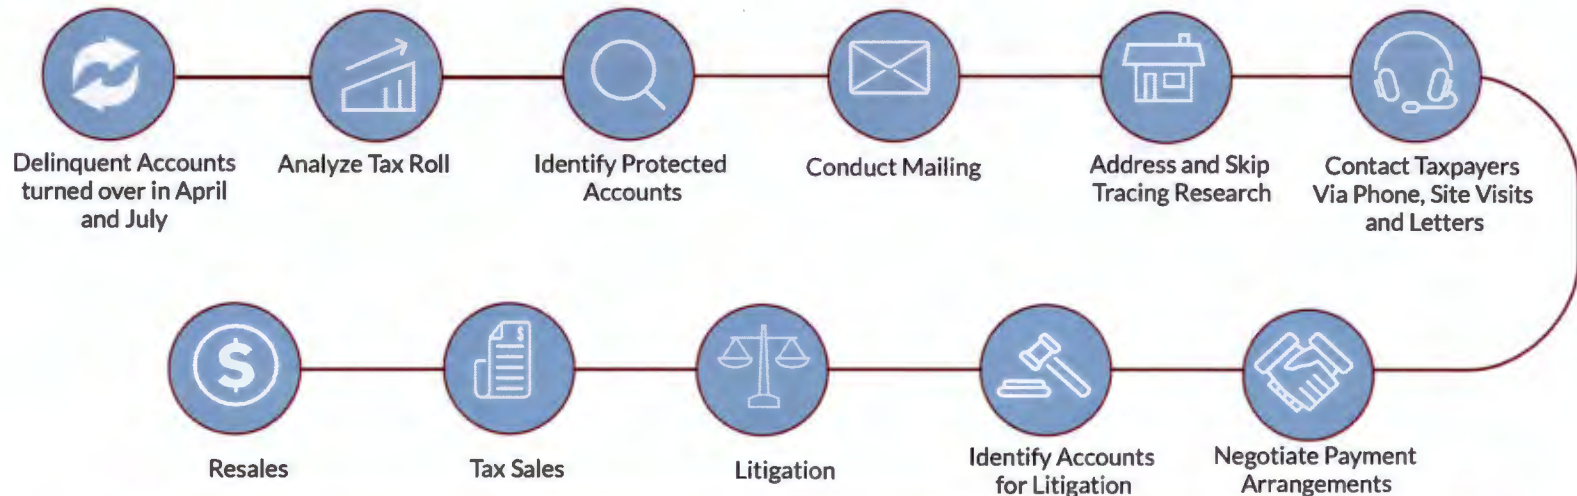 Delinquent Accounts
turned over in April
and July
Analyze Tax Roll
Identify Protected
Accounts
Conduct Mailing
Address and Skip
Tracing Research
Contact Taxpayers
Via Phone, Site Visits
and Letters
Negotiate Payment
Arrangements
Identify Accounts
for Litigation
Litigation
Tax Sales
Resales